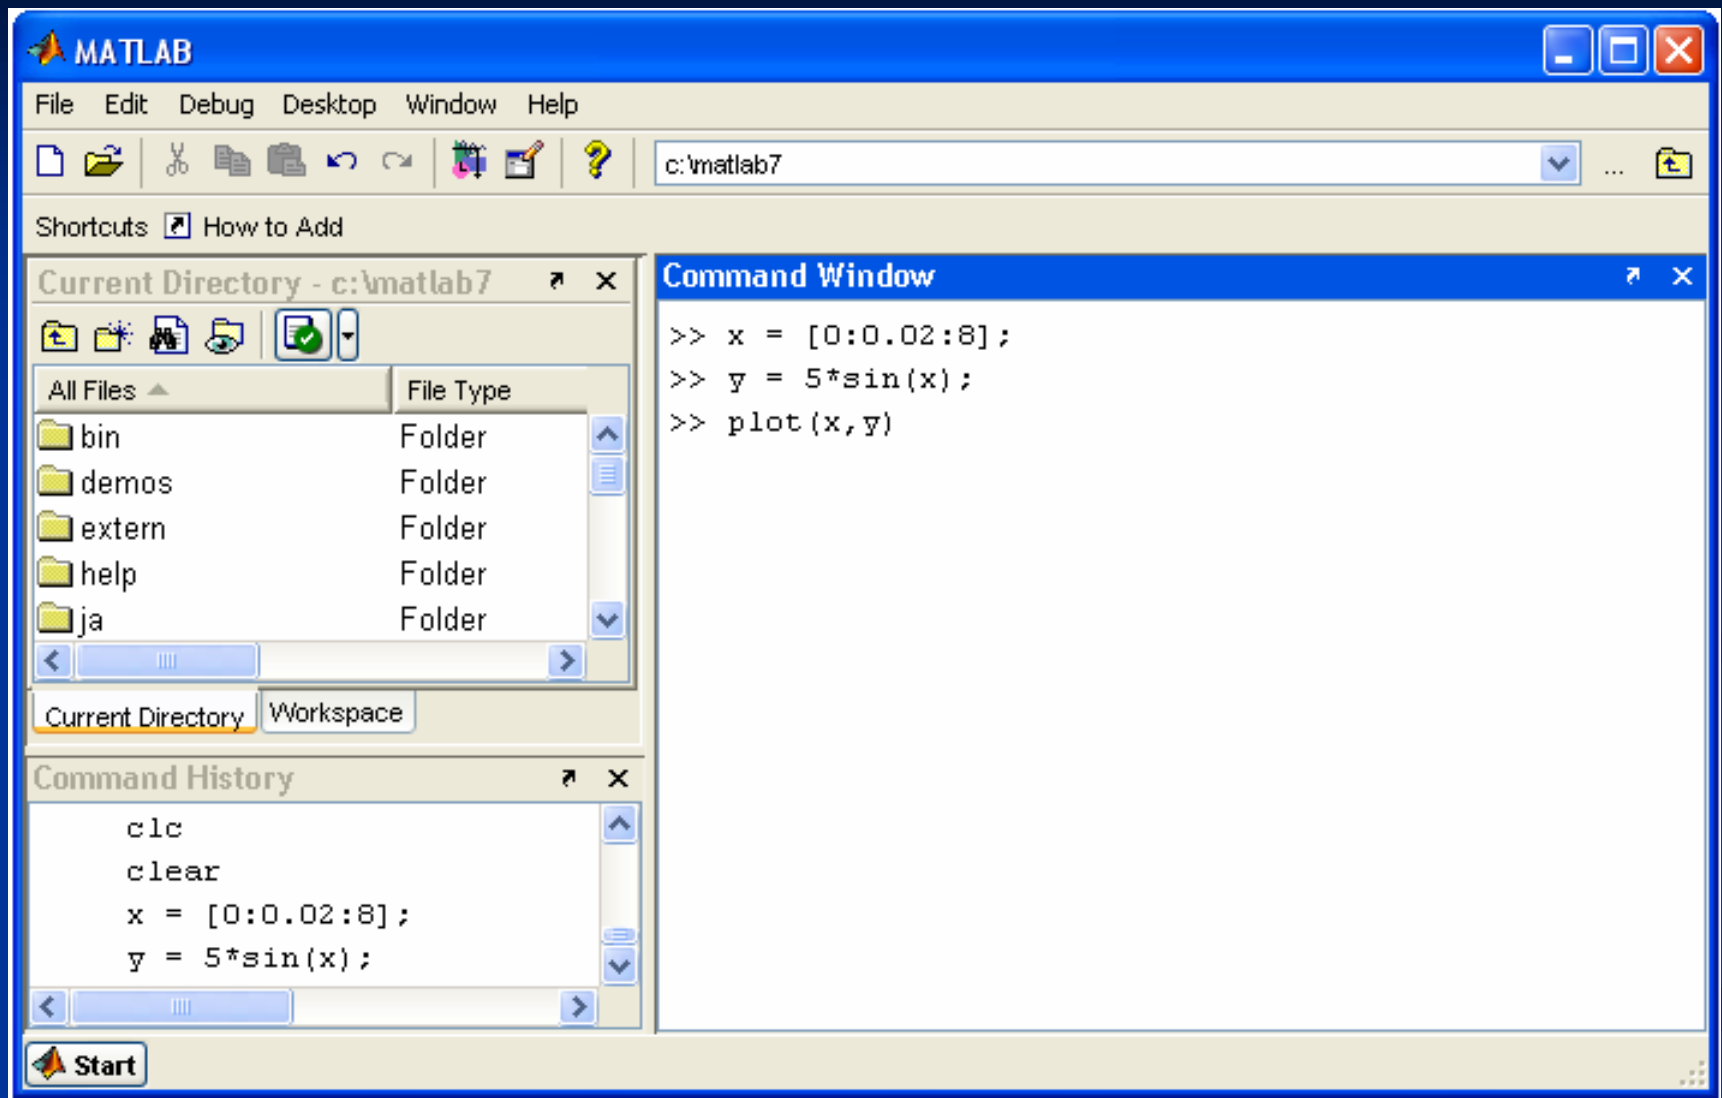 MATLAB
File Edit Debug Desktop Window Help
c:\matlab7
...
Shortcuts How to Add
Current Directory - c:\matlab7
All Files File Type
bin Folder
demos Folder
extern Folder
help Folder
ja Folder
Current Directory Workspace
Command History
clc
clear
x = [0:0.02:8];
y = 5*sin(x);
Command Window
>> x = [0:0.02:8];
>> y = 5*sin(x);
>> plot(x,y)
Start